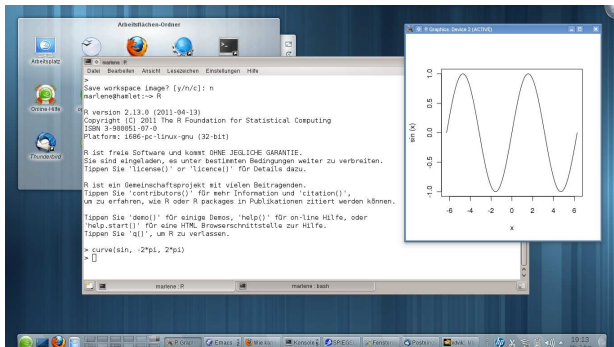 Arbeitsflächen-Ordner
Arbeitsplatz
Online-Hilfe
Thunderbird
marlene : R
Datei Bearbeiten Ansicht Lesezeichen Einstellungen Hilfe
>
Save workspace image? [y/n/c]: n
marlene@hamlet:~> R
R version 2.13.0 (2011-04-13)
Copyright (C) 2011 The R Foundation for Statistical Computing
ISBN 3-900051-07-0
Platform: i686-pc-linux-gnu (32-bit)
R ist freie Software und kommt OHNE JEGLICHE GARANTIE.
Sie sind eingeladen, es unter bestimmten Bedingungen weiter zu verbreiten.
Tippen Sie 'license()' or 'licence()' für Details dazu.
R ist ein Gemeinschaftsprojekt mit vielen Beitragenden.
Tippen Sie 'contributors()' für mehr Information und 'citation()',
um zu erfahren, wie R oder R packages in Publikationen zitiert werden können.
Tippen Sie 'demo()' für einige Demos, 'help()' für on-line Hilfe, oder
'help.start()' für eine HTML Browserschnittstelle zur Hilfe.
Tippen Sie 'q()', um R zu verlassen.
> curve(sin, -2*pi, 2*pi)
>
marlene : R
marlene : bash
R Graphics: Device 2 (ACTIVE)
sin (x)
1.0
0.5
0.0
-0.5
-1.0
-6 -4 -2 0 2 4 6
x
R Graph
Emacs
Konsole
SPIEGE
Fenster
19:13